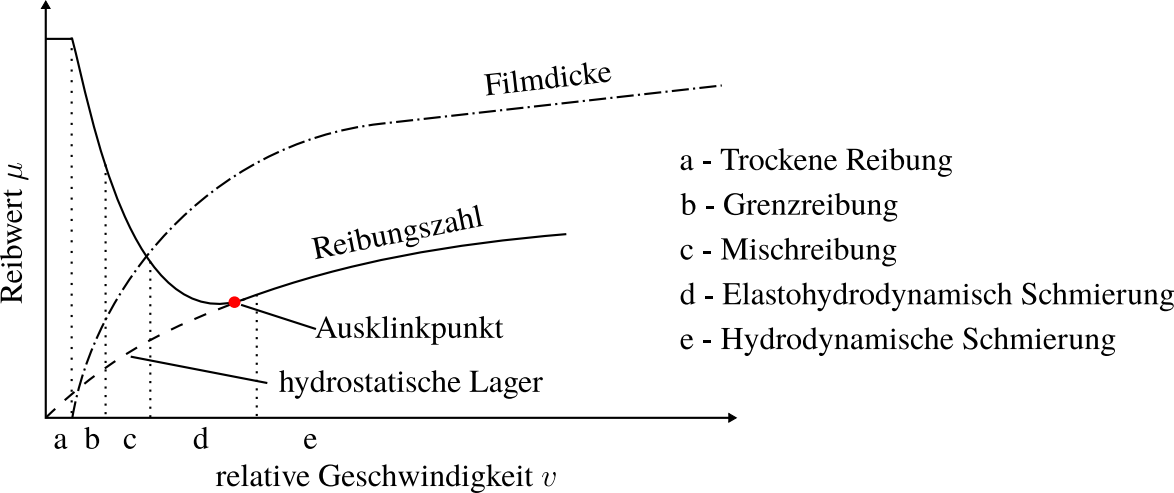 Filmdicke
Reibungszahl
Reibwert μ
Ausklinkpunkt
hydrostatische Lager
a b c d e
relative Geschwindigkeit v
a - Trockene Reibung
b - Grenzreibung
c - Mischreibung
d - Elastohydrodynamisch Schmierung
e - Hydrodynamische Schmierung